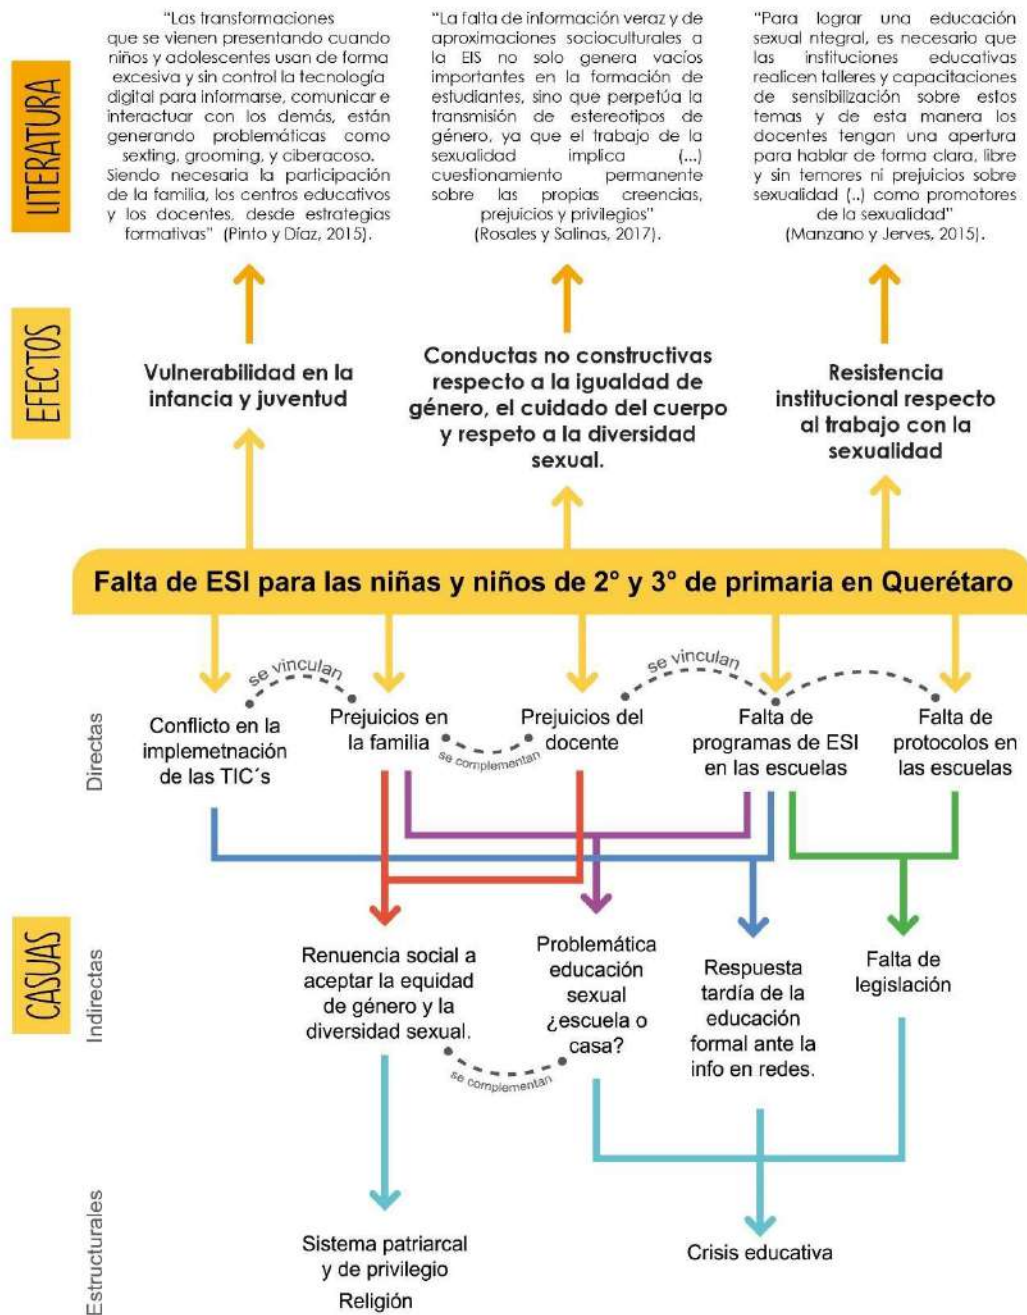 "Las transformaciones
que se vienen presentando cuando
niños y adolescentes usan de forma
excesiva y sin control la tecnología
digital para informarse, comunicar e
interactuar con los demás, están
generando problemáticas como
sexting, grooming, y ciberacoso.
Siendo necesaria la participación
de la familia, los centros educativos
y los docentes, desde estrategias
formativas" (Pinto y Díaz, 2015).
"La falta de información veraz y de
aproximaciones socioculturales a
la EIS no solo genera vacíos
importantes en la formación de
estudiantes, sino que perpetúa la
transmisión de estereotipos de
género, ya que el trabajo de la
sexualidad implica (...)
cuestionamiento permanente
sobre las propias creencias,
prejuicios y privilegios"
(Rosales y Salinas, 2017).
"Para lograr una educación
sexual ntegral, es necesario que
las instituciones educativas
realicen talleres y capacitaciones
de sensibilización sobre estos
temas y de esta manera los
docentes tengan una apertura
para hablar de forma clara, libre
y sin temores ni prejuicios sobre
sexualidad (..) como promotores
de la sexualidad"
(Manzano y Jerves, 2015).
LITERATURA
EFECTOS
Vulnerabilidad en la
infancia y juventud
Conductas no constructivas
respecto a la igualdad de
género, el cuidado del cuerpo
y respeto a la diversidad
sexual.
Resistencia
institucional respecto
al trabajo con la
sexualidad
Falta de ESI para las niñas y niños de 2° y 3° de primaria en Querétaro
se vinculan
se vinculan
Directas
Conflicto en la
implemetnación
de las TIC´s
Prejuicios en
la familia
se complementan
Prejuicios del
docente
Falta de
programas de ESI
en las escuelas
Falta de
protocolos en
las escuelas
CASUAS
Indirectas
Renuencia social a
aceptar la equidad
de género y la
diversidad sexual.
se complementan
Problemática
educación
sexual
¿escuela o
casa?
Respuesta
tardía de la
educación
formal ante la
info en redes.
Falta de
legislación
Estructurales
Sistema patriarcal
y de privilegio
Religión
Crisis educativa